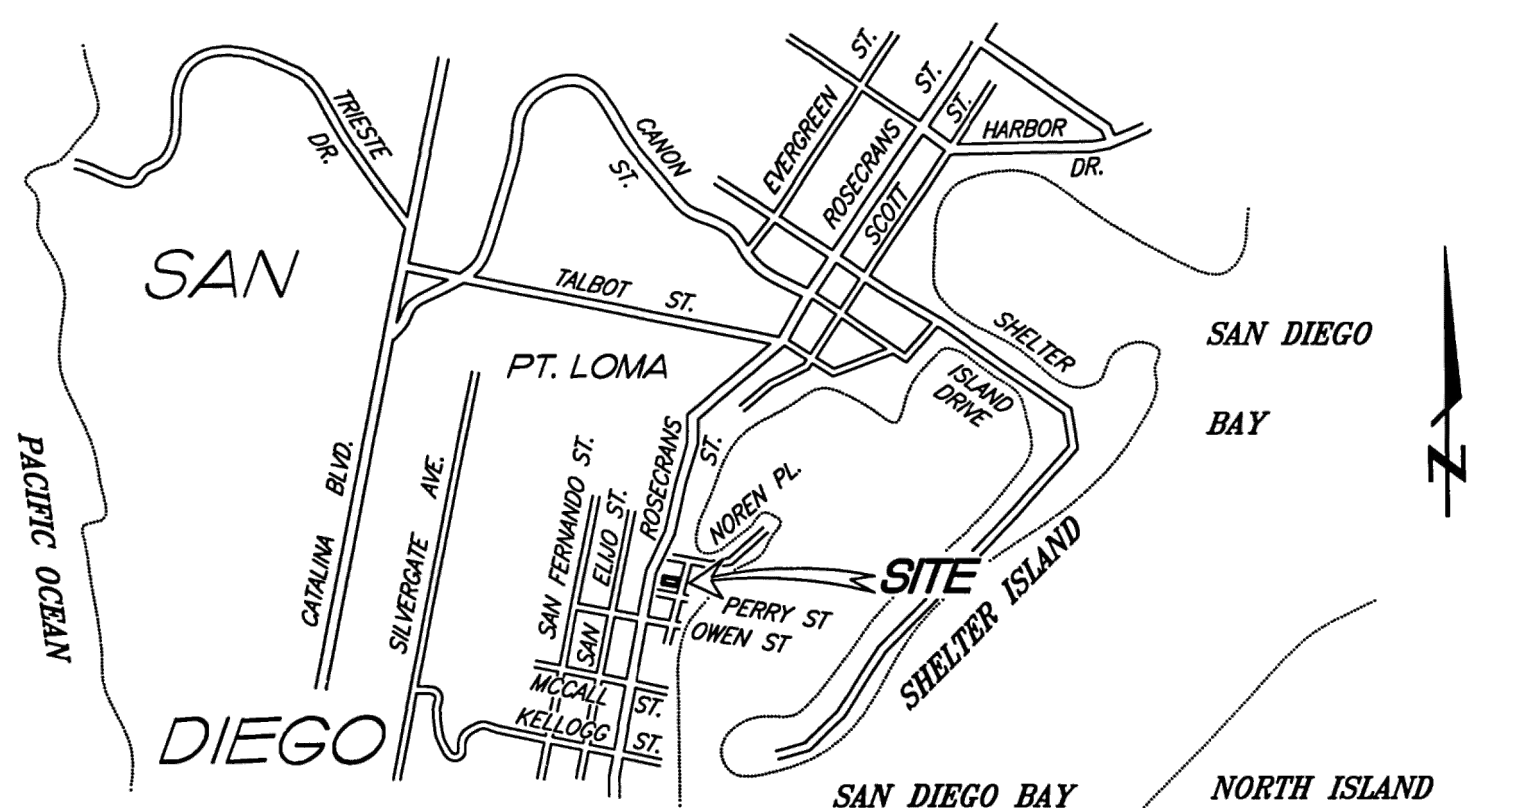 TRIESTE
DR.
CANON
ST.
EVERGREEN
ST.
ROSECRANS
ST.
SCOTT
ST.
HARBOR
DR.
SAN
TALBOT ST.
PT. LOMA
SHELTER
ISLAND
DRIVE
SAN DIEGO
BAY
N
PACIFIC OCEAN
CATALINA BLVD.
SILVERGATE AVE.
SAN FERNANDO ST.
SAN ELIJO ST.
ROSECRANS ST.
NOREN PL.
SITE
PERRY ST
OWEN ST
SHELTER ISLAND
MCCALL ST.
KELLOGG ST.
DIEGO
SAN DIEGO BAY
NORTH ISLAND